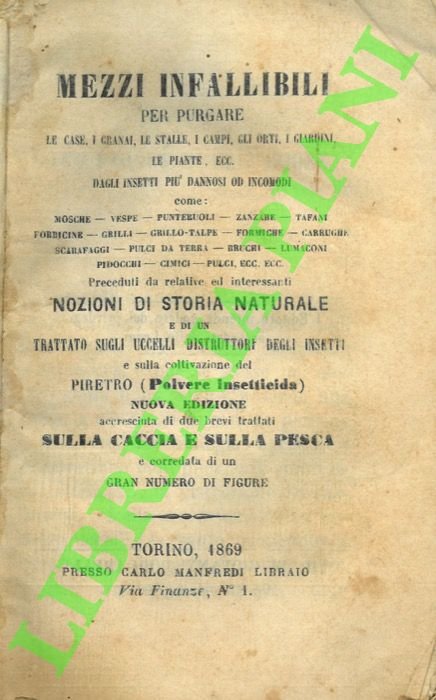 MEZZI INFALLIBILI
PER PURGARE
LE CASE, I GRANAI, LE STALLE, I CAMPI, GLI ORTI, I GIARDINI,
LE PIANTE, ECC.
DAGLI INSETTI PIU' DANNOSI OD INCOMODI
come:
MOSCHE — VESPE — PUNTERUOLI — ZANZARE — TAFANI
FORBICINE — GRILLI — GRILLO-TALPE — FORMICHE — CARRUGHE
SCARAFAGGI — PULCI DA TERRA — BRUCHI — LUMACONI
PIDOCCHI — CIMICI — PULCI, ECC. ECC.
Preceduti da relative ed interessanti
NOZIONI DI STORIA NATURALE
E DI UN
TRATTATO SUGLI UCCELLI DISTRUTTORI DEGLI INSETTI
e sulla coltivazione del
PIRETRO (Polvere Insetticida)
NUOVA EDIZIONE
accresciuta di due brevi trattati
SULLA CACCIA E SULLA PESCA
e corredata di un
GRAN NUMERO DI FIGURE
TORINO, 1869
PRESSO CARLO MANFREDI LIBRAIO
Via Finanze, N° 1.
LIBRERIA PIANI